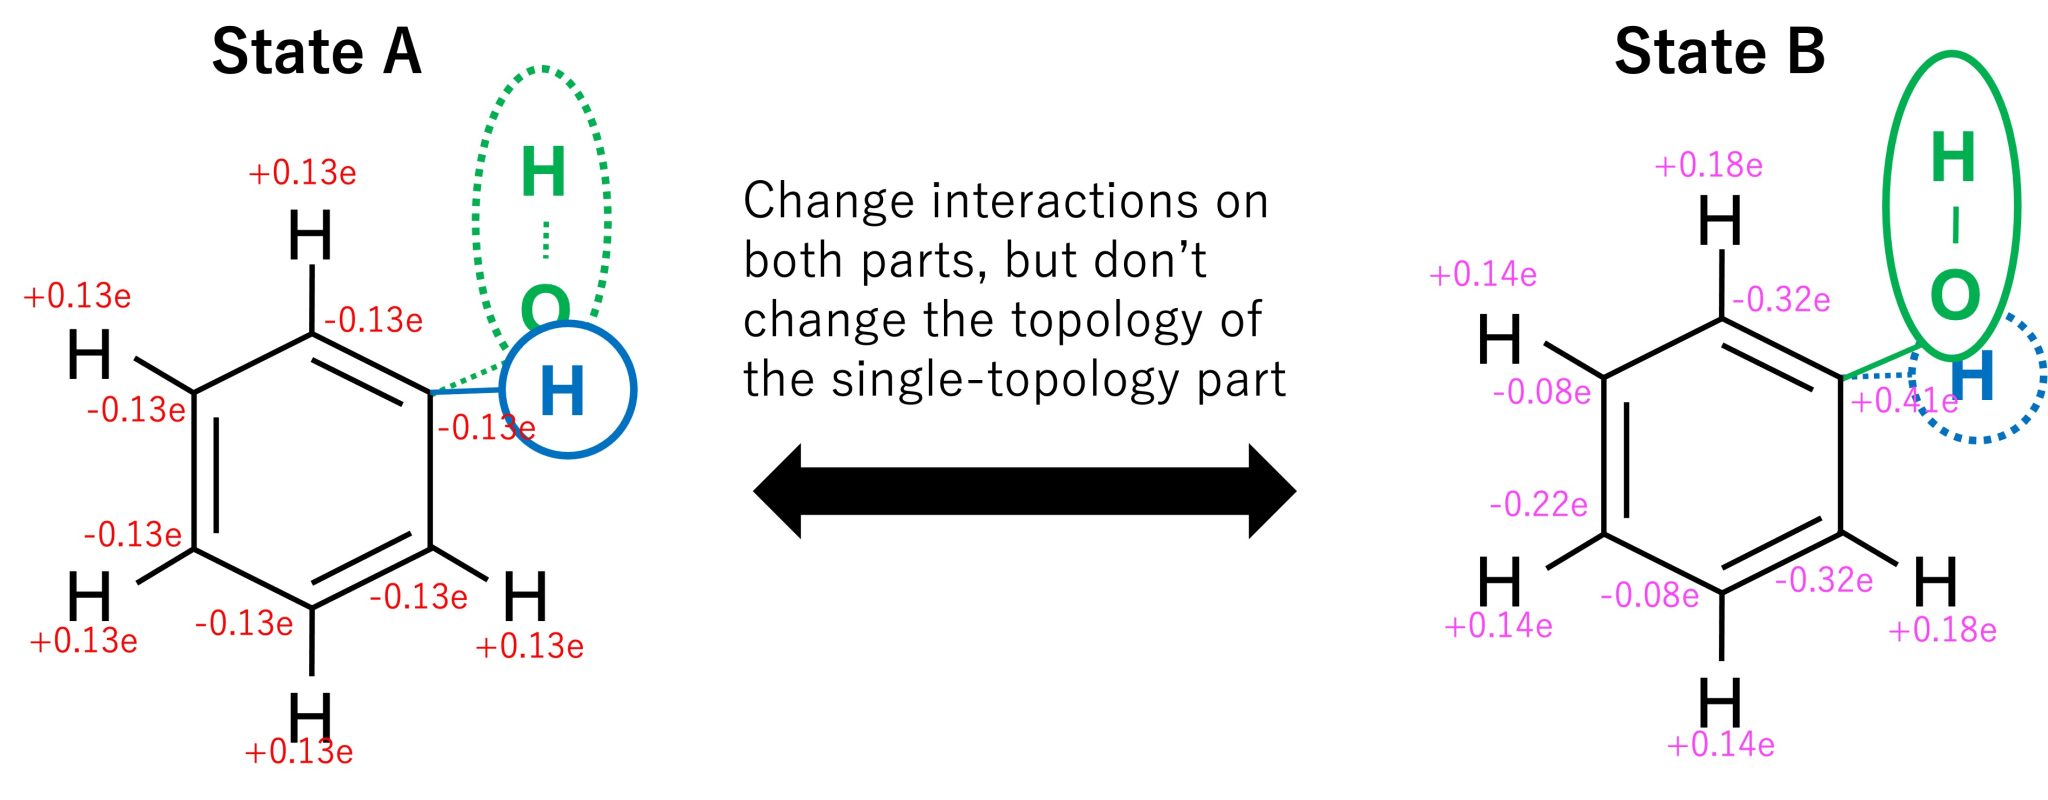 State A
State B
H
O
H
+0.13e
H
+0.13e
H
-0.13e
-0.13e
-0.13e
-0.13e
H
+0.13e
-0.13e
-0.13e
H
+0.13e
H
+0.13e
Change interactions on
both parts, but don't
change the topology of
the single-topology part
H
O
H
+0.18e
H
+0.14e
H
-0.32e
-0.08e
+0.41e
-0.22e
H
+0.14e
-0.08e
-0.32e
H
+0.18e
H
+0.14e